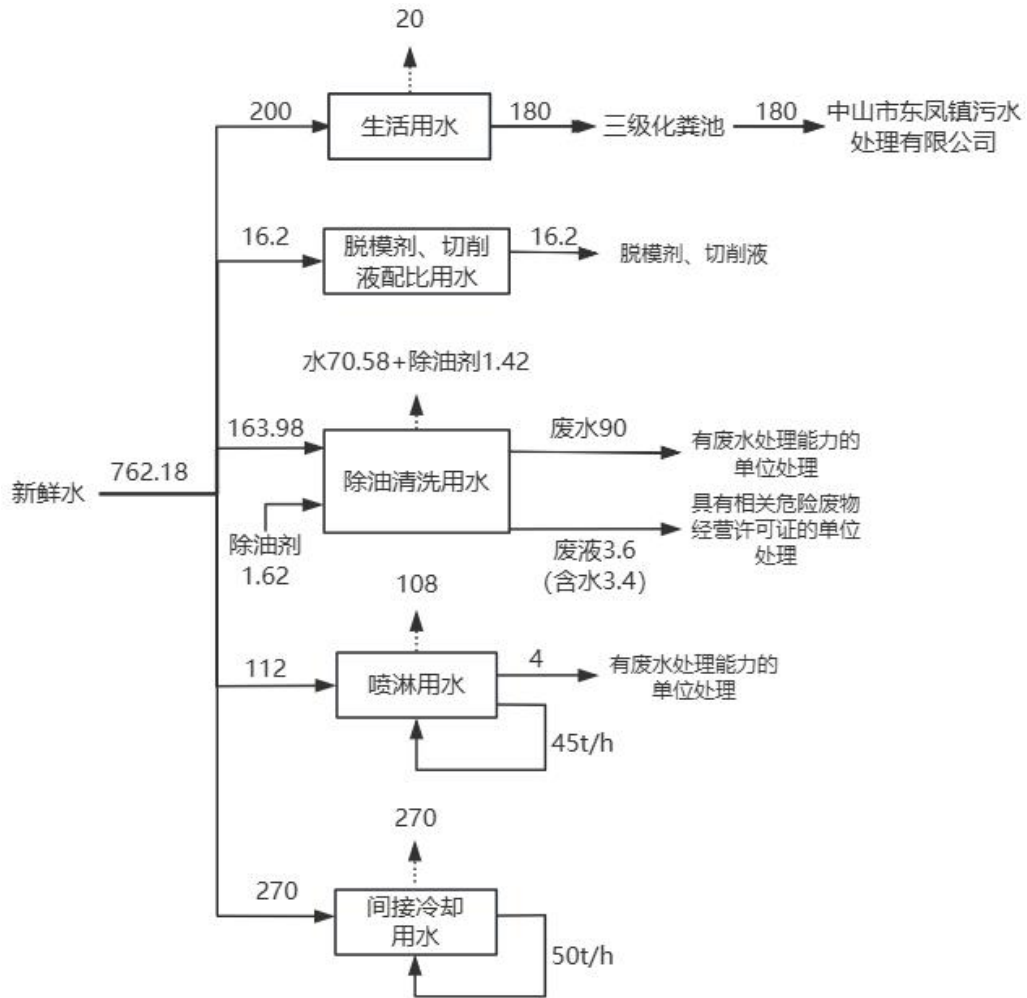 20
200
生活用水
180
三级化粪池
180
中山市东凤镇污水
处理有限公司
16.2
脱模剂、切削
液配比用水
16.2
脱模剂、切削液
水70.58+除油剂1.42
163.98
除油清洗用水
废水90
有废水处理能力的
单位处理
新鲜水
762.18
除油剂
1.62
废液3.6
(含水3.4)
具有相关危险废物
经营许可证的单位
处理
108
112
喷淋用水
4
有废水处理能力的
单位处理
45t/h
270
270
间接冷却
用水
50t/h